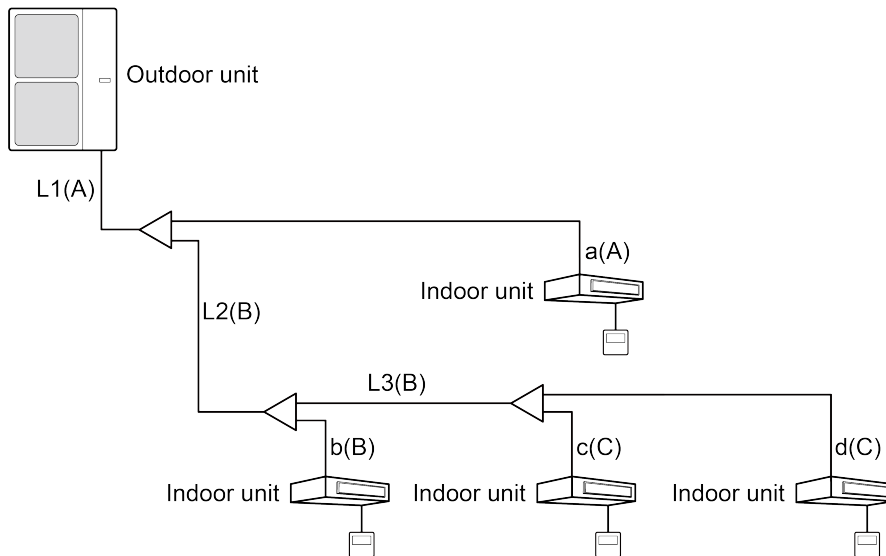 Outdoor unit
L1(A)
a(A)
Indoor unit
L2(B)
L3(B)
b(B)
c(C)
d(C)
Indoor unit
Indoor unit
Indoor unit